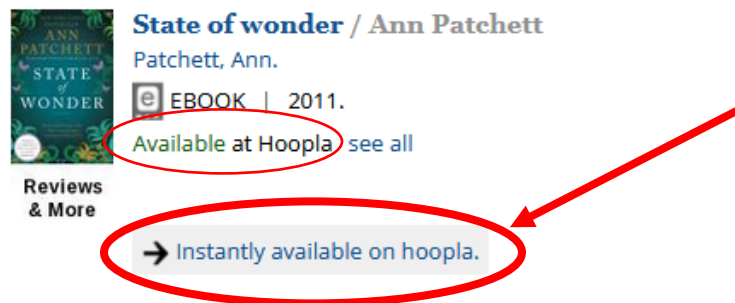 ANN
PATCHETT
STATE
of
WONDER
Reviews
& More
State of wonder / Ann Patchett
Patchett, Ann.
e EBOOK | 2011.
Available at Hoopla see all
→ Instantly available on hoopla.